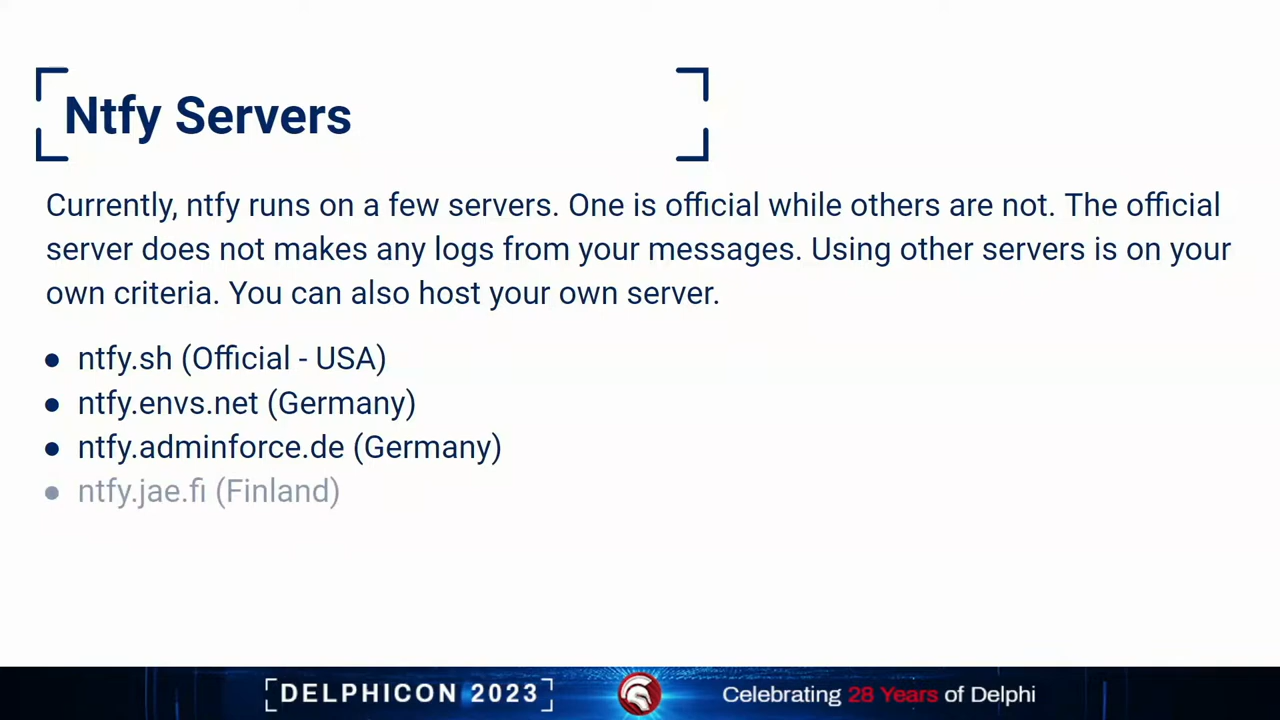 Ntfy Servers
Currently, ntfy runs on a few servers. One is official while others are not. The official
server does not makes any logs from your messages. Using other servers is on your
own criteria. You can also host your own server.
● ntfy.sh (Official - USA)
● ntfy.envs.net (Germany)
● ntfy.adminforce.de (Germany)
● ntfy.jae.fi (Finland)
DELPHICON 2023
Celebrating 28 Years of Delphi